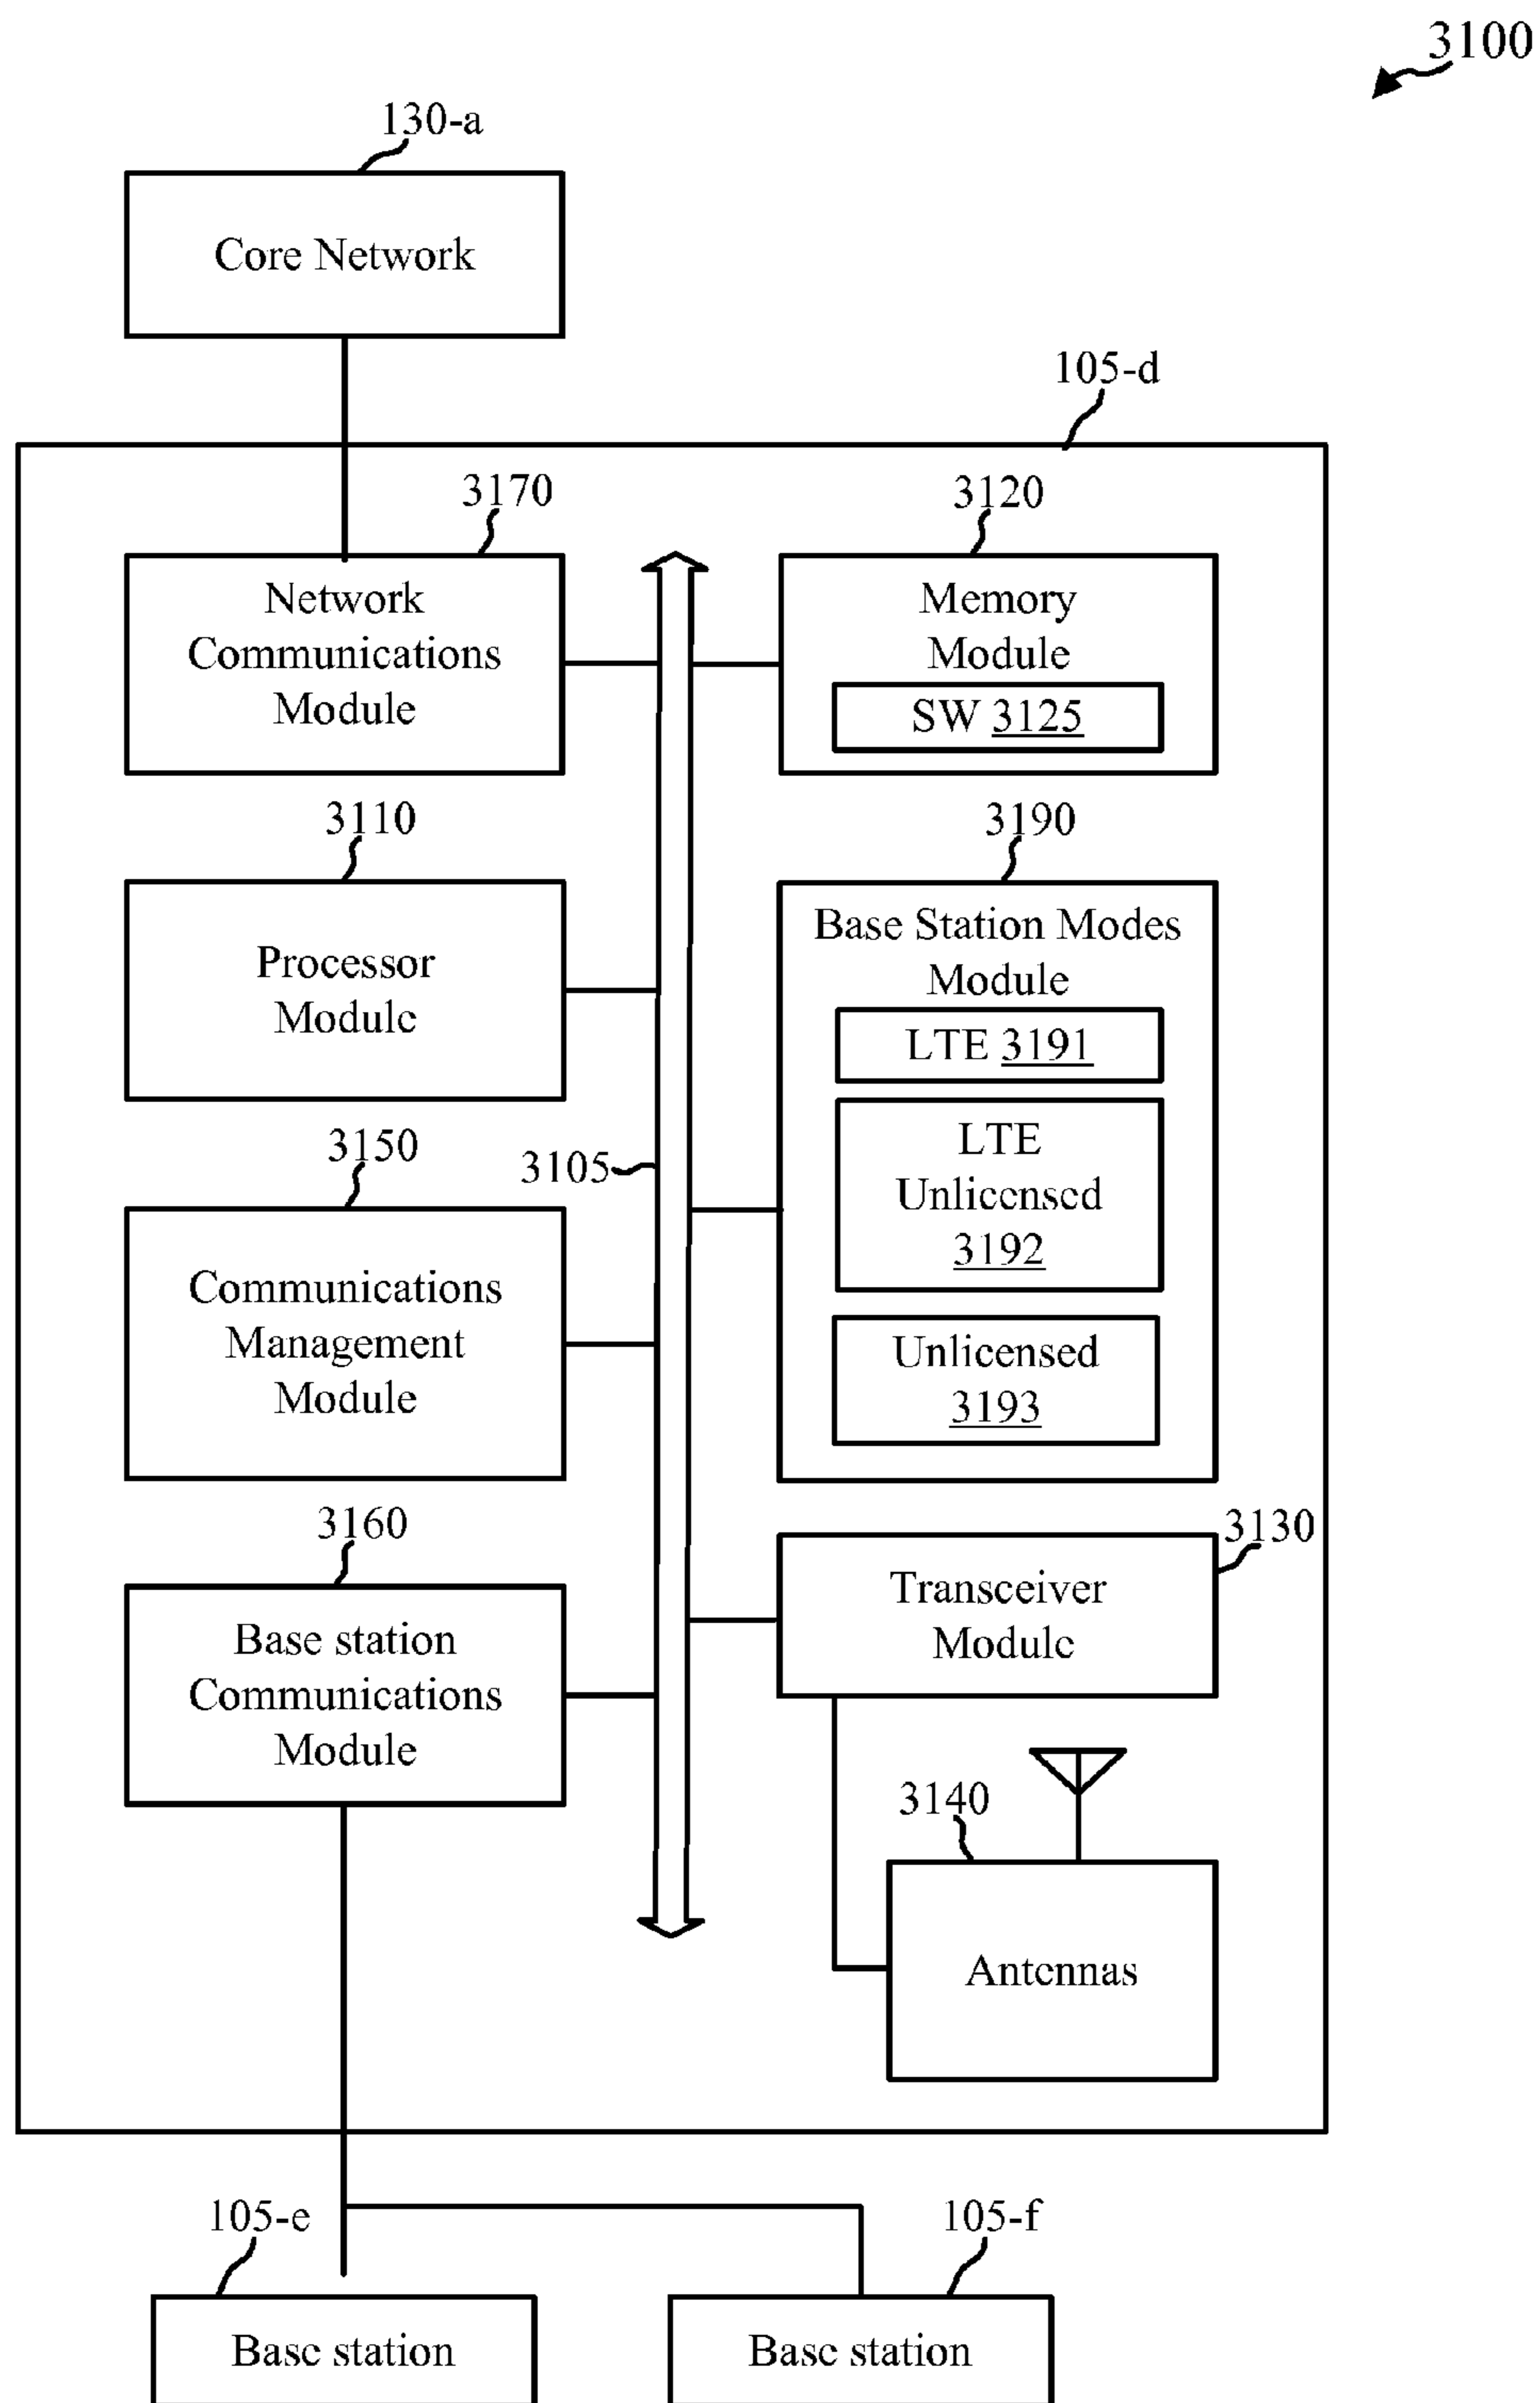 3100
130-a
Core Network
105-d
3170
Network
Communications
Module
3120
Memory
Module
SW 3125
3110
Processor
Module
3190
Base Station Modes
Module
LTE 3191
LTE
Unlicensed
3192
Unlicensed
3193
3105
3150
Communications
Management
Module
3160
Base station
Communications
Module
3130
Transceiver
Module
3140
Antennas
105-e
Base station
105-f
Base station